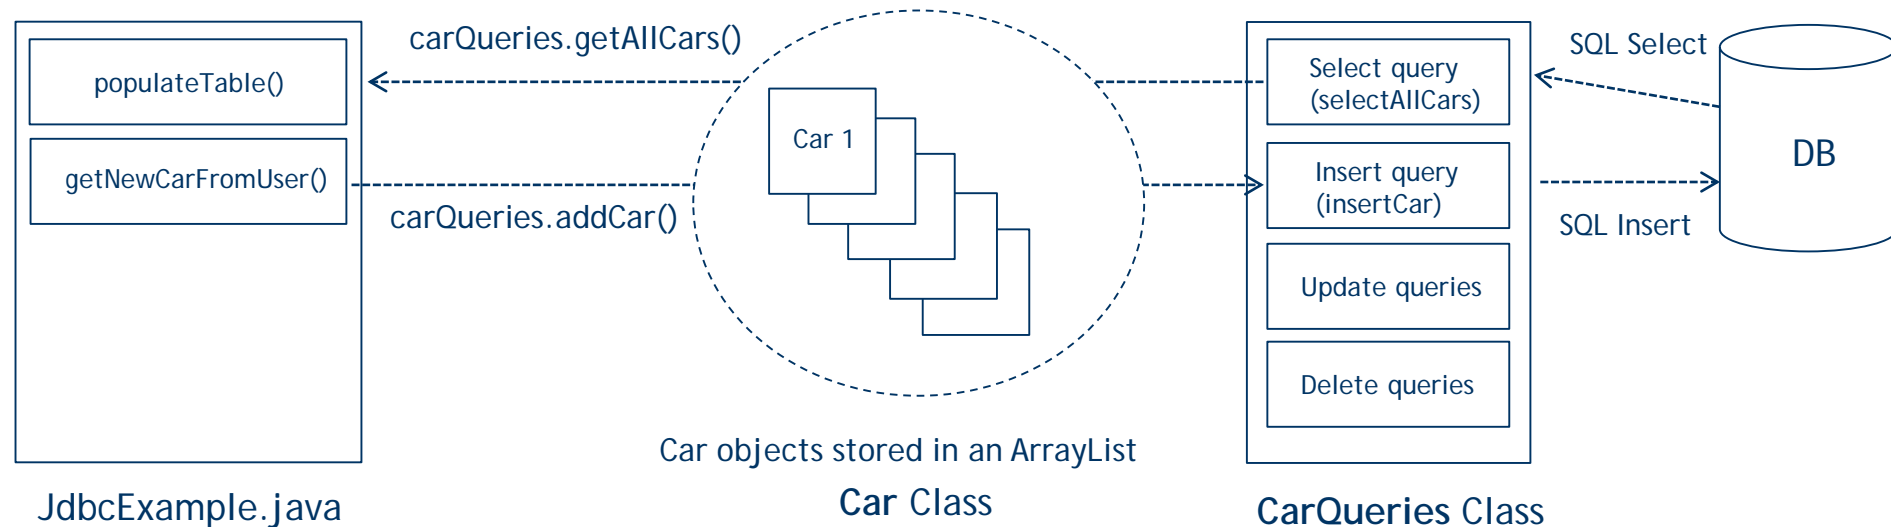 populateTable()
getNewCarFromUser()
JdbcExample.java
carQueries.getAllCars()
carQueries.addCar()
Car 1
Car objects stored in an ArrayList
Car Class
Select query
(selectAllCars)
Insert query
(insertCar)
Update queries
Delete queries
CarQueries Class
SQL Select
SQL Insert
DB